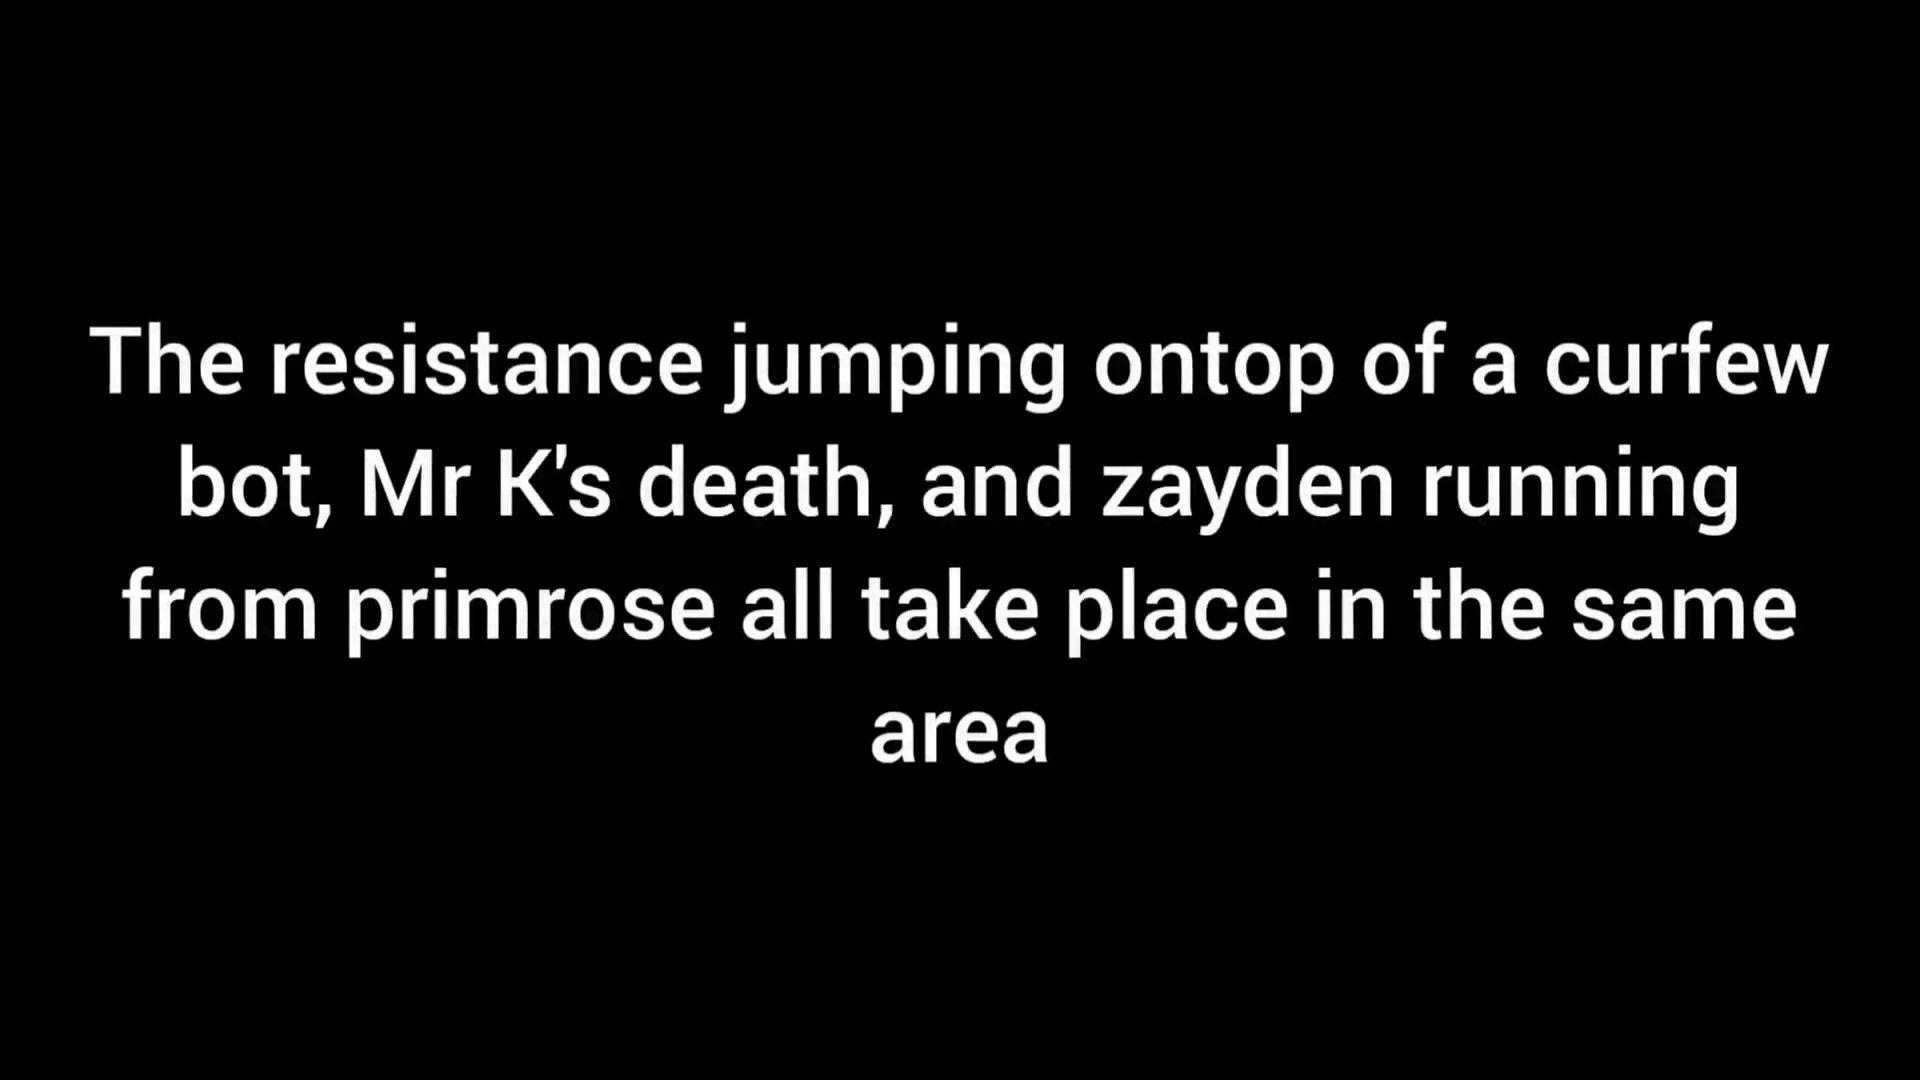 The resistance jumping ontop of a curfew
bot, Mr K's death, and zayden running
from primrose all take place in the same
area